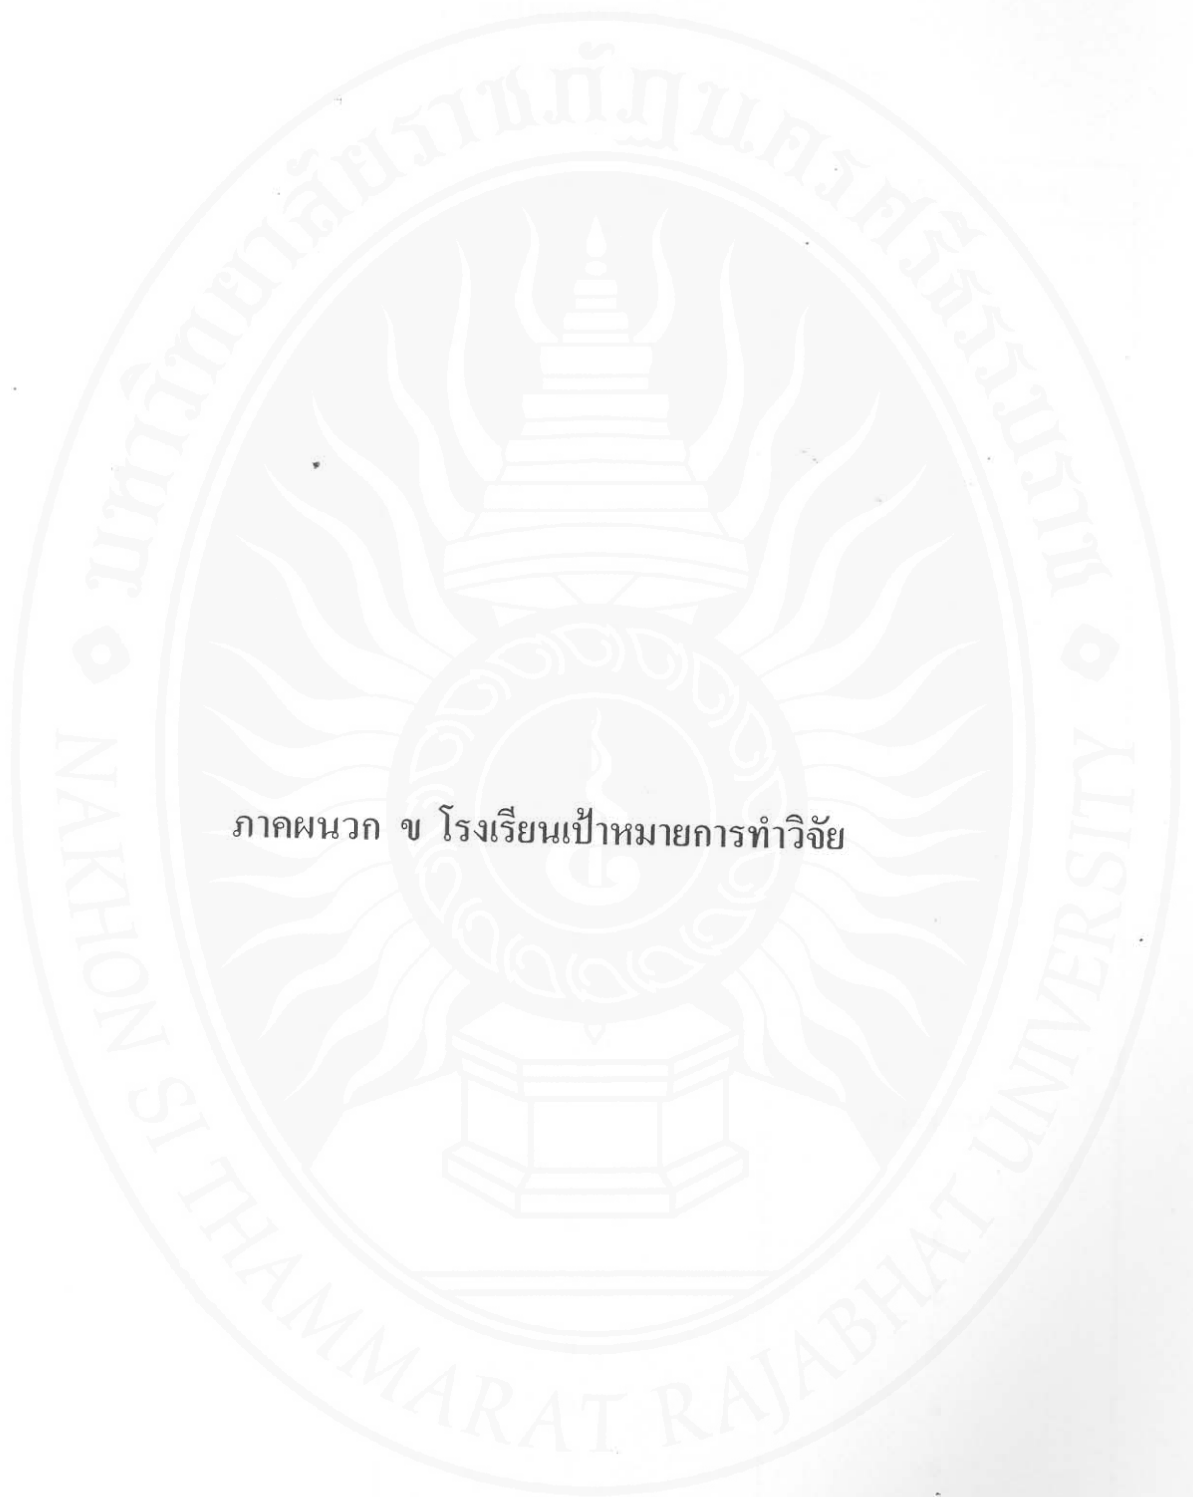 มหาวิทยาลัยราชภัฏนครศรีธรรมราช
ภาคผนวก ข โรงเรียนเป้าหมายการทำวิจัย
NAKHON SI THAMMARAT RAJABHAT UNIVERSITY